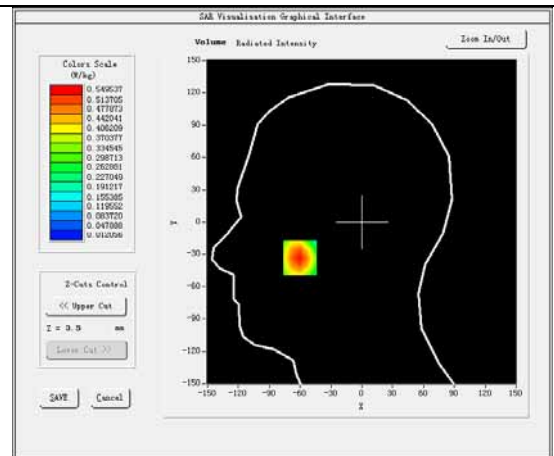 SAR Visualisation Graphical Interface
Volume Radiated Intensity
Zoom In/Out
Colors Scale
(W/kg)
0.549537
0.513705
0.477873
0.442041
0.406209
0.370377
0.334545
0.298713
0.262881
0.227049
0.191217
0.155385
0.119552
0.083720
0.047888
0.012056
Z-Cuts Control
<< Upper Cut
Z = 3.5 mm
Lower Cut >>
SAVE
Cancel
150
120
90
60
30
0
-30
-60
-90
-120
-150
Y
-150 -120 -90 -60 -30 0 30 60 90 120 150
X